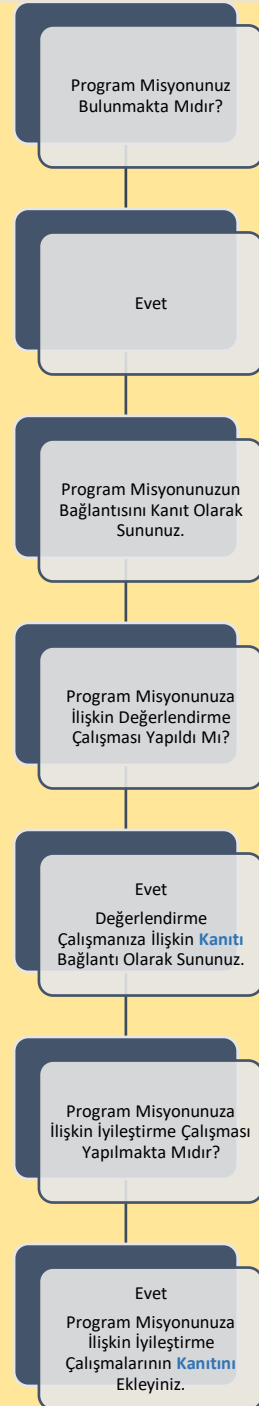 Program Misyonunuz
Bulunmakta Mıdır?
Evet
Program Misyonunuzun
Bağlantısını Kanıt Olarak
Sununuz.
Program Misyonunuza
İlişkin Değerlendirme
Çalışması Yapıldı Mı?
Evet
Değerlendirme
Çalışmanıza İlişkin Kanıtı
Bağlantı Olarak Sununuz.
Program Misyonunuza
İlişkin İyileştirme Çalışması
Yapılmakta Mıdır?
Evet
Program Misyonunuza
İlişkin İyileştirme
Çalışmalarının Kanıtını
Ekleyiniz.